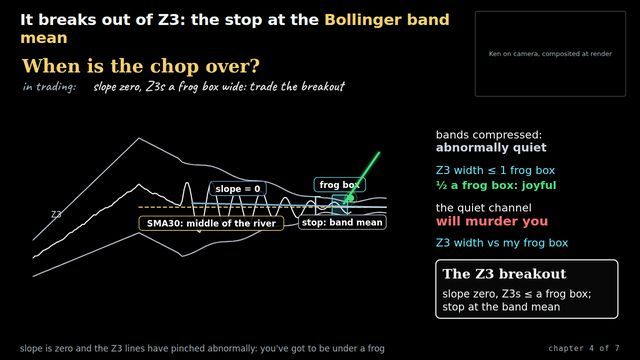 It breaks out of Z3: the stop at the Bollinger band
mean
Ken on camera, composited at render
When is the chop over?
in trading: slope zero, Z3s a frog box wide: trade the breakout
bands compressed:
abnormally quiet
Z3 width ≤ 1 frog box
½ a frog box: joyful
the quiet channel
will murder you
Z3 width vs my frog box
slope = 0
frog box
Z3
SMA30: middle of the river
stop: band mean
The Z3 breakout
slope zero, Z3s ≤ a frog box;
stop at the band mean
slope is zero and the Z3 lines have pinched abnormally: you've got to be under a frog
chapter 4 of 7